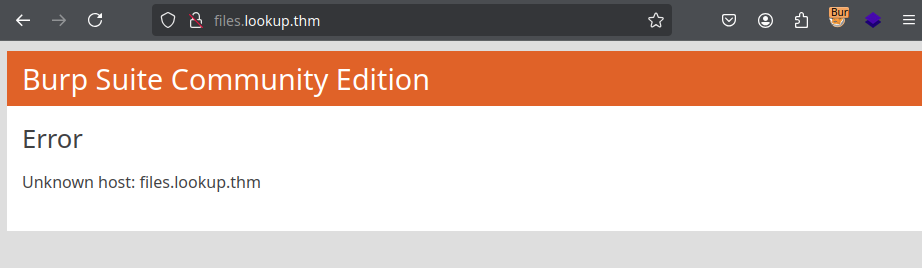 files.lookup.thm
Bur
Burp Suite Community Edition
Error
Unknown host: files.lookup.thm